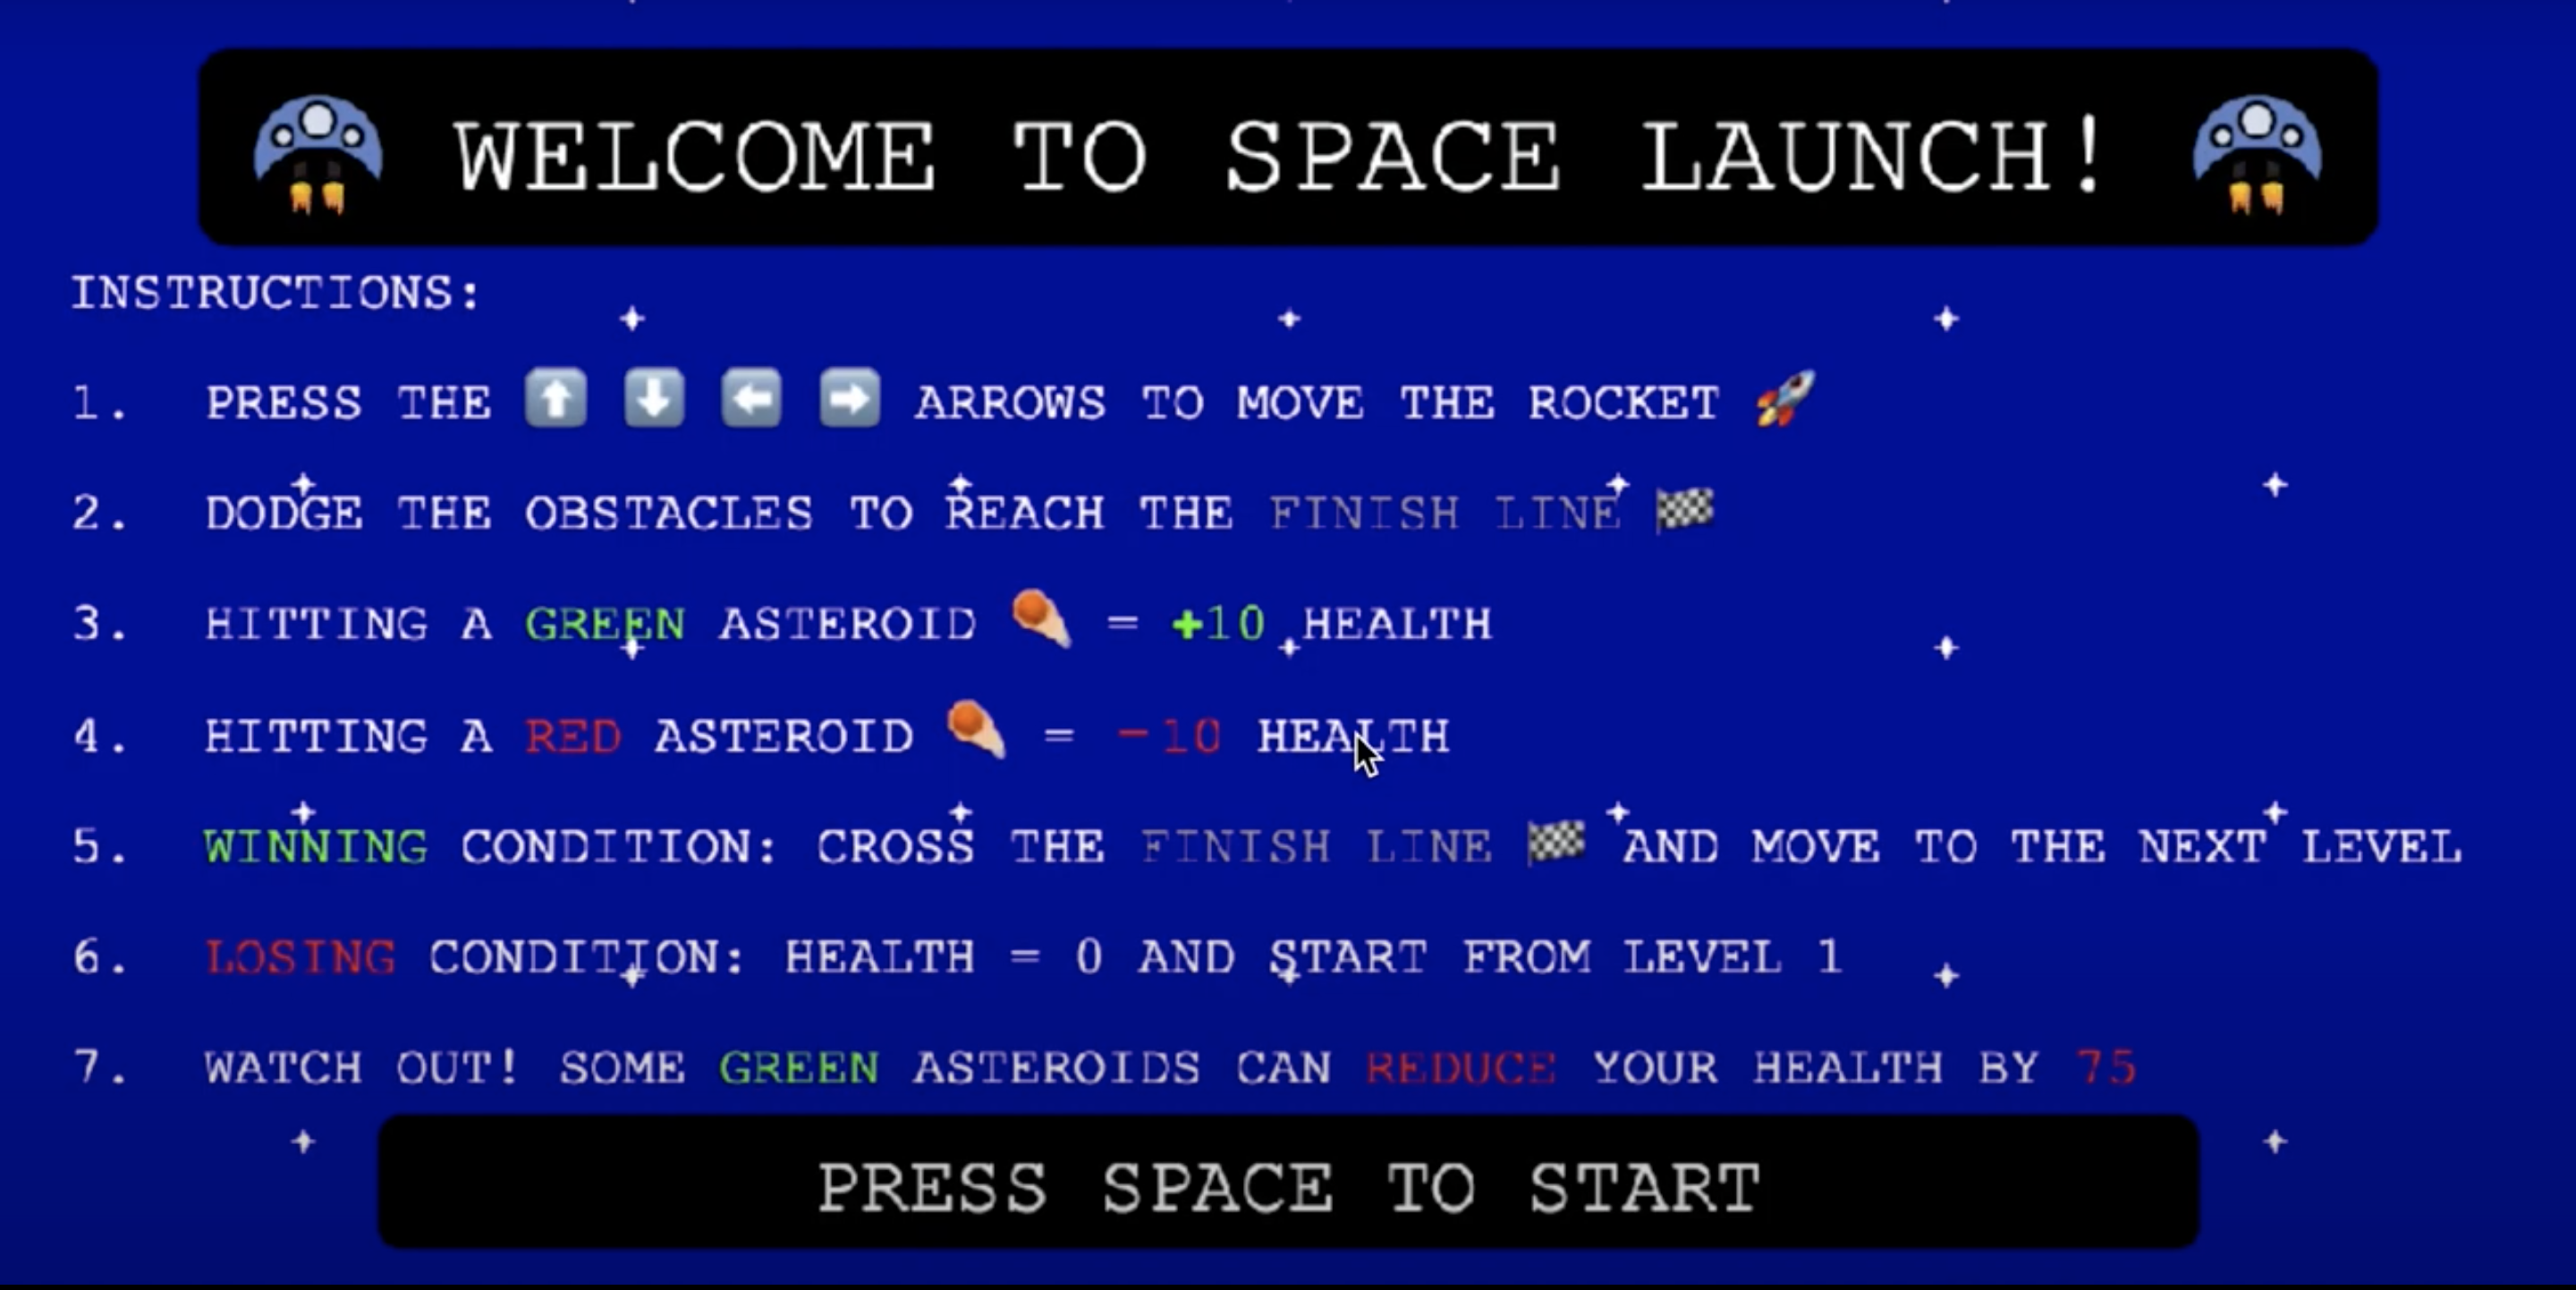 WELCOME TO SPACE LAUNCH!
INSTRUCTIONS:
1. PRESS THE ⬆️ ⬇️ ⬅️ ➡️ ARROWS TO MOVE THE ROCKET 🚀
2. DODGE THE OBSTACLES TO REACH THE FINISH LINE 🏁
3. HITTING A GREEN ASTEROID ☄️ = +10 HEALTH
4. HITTING A RED ASTEROID ☄️ = -10 HEALTH
5. WINNING CONDITION: CROSS THE FINISH LINE 🏁 AND MOVE TO THE NEXT LEVEL
6. LOSING CONDITION: HEALTH = 0 AND START FROM LEVEL 1
7. WATCH OUT! SOME GREEN ASTEROIDS CAN REDUCE YOUR HEALTH BY 75
PRESS SPACE TO START